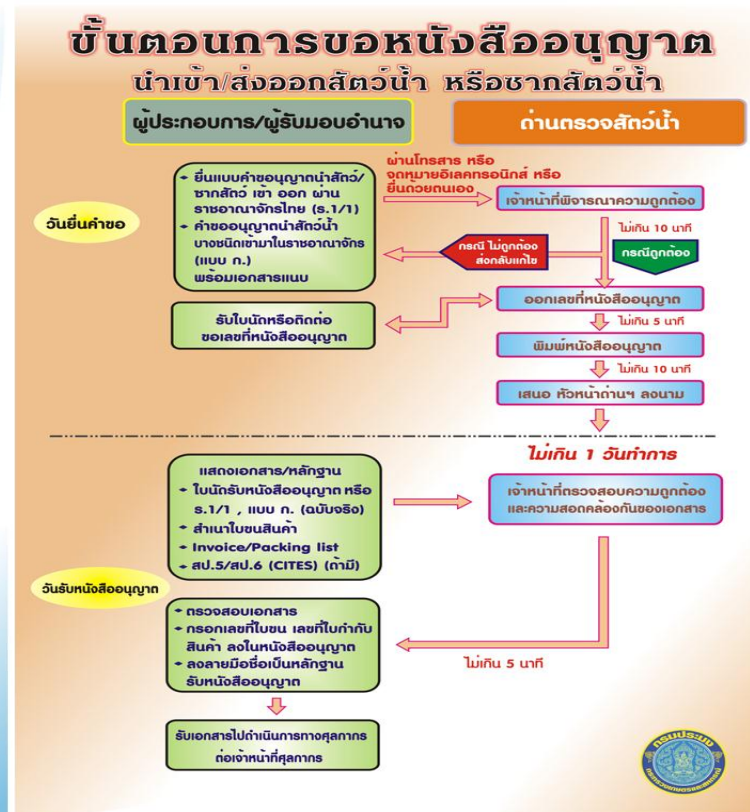 ขั้นตอนการขอหนังสืออนุญาต
นำเข้า/ส่งออกสัตว์น้ำ หรือซากสัตว์น้ำ
ผู้ประกอบการ/ผู้รับมอบอำนาจ
ด่านตรวจสัตว์น้ำ
วันยื่นคำขอ
• ยื่นแบบคำขออนุญาตนำสัตว์/
ซากสัตว์ เข้า ออก ผ่าน
ราชอาณาจักรไทย (ร.1/1)
• คำขออนุญาตนำสัตว์น้ำ
บางชนิดเข้ามาในราชอาณาจักร
(แบบ ก.)
พร้อมเอกสารแนบ
ผ่านโทรสาร หรือ
จดหมายอิเลคทรอนิกส์ หรือ
ยื่นด้วยตนเอง
เจ้าหน้าที่พิจารณาความถูกต้อง
ไม่เกิน 10 นาที
กรณี ไม่ถูกต้อง
ส่งกลับแก้ไข
กรณีถูกต้อง
ออกเลขที่หนังสืออนุญาต
รับใบนัดหรือติดต่อ
ขอเลขที่หนังสืออนุญาต
ไม่เกิน 5 นาที
พิมพ์หนังสืออนุญาต
ไม่เกิน 10 นาที
เสนอ หัวหน้าด่านฯ ลงนาม
ไม่เกิน 1 วันทำการ
วันรับหนังสืออนุญาต
แสดงเอกสาร/หลักฐาน
• ใบนัดรับหนังสืออนุญาต หรือ
ร.1/1 , แบบ ก. (ฉบับจริง)
• สำเนาใบขนสินค้า
• Invoice/Packing list
• สป.5/สป.6 (CITES) (ถ้ามี)
เจ้าหน้าที่ตรวจสอบความถูกต้อง
และความสอดคล้องกันของเอกสาร
• ตรวจสอบเอกสาร
• กรอกเลขที่ใบขน เลขที่ใบกำกับ
สินค้า ลงในหนังสืออนุญาต
• ลงลายมือชื่อเป็นหลักฐาน
รับหนังสืออนุญาต
ไม่เกิน 5 นาที
รับเอกสารไปดำเนินการทางศุลกากร
ต่อเจ้าหน้าที่ศุลกากร
กรมประมง
กระทรวงเกษตรและสหกรณ์